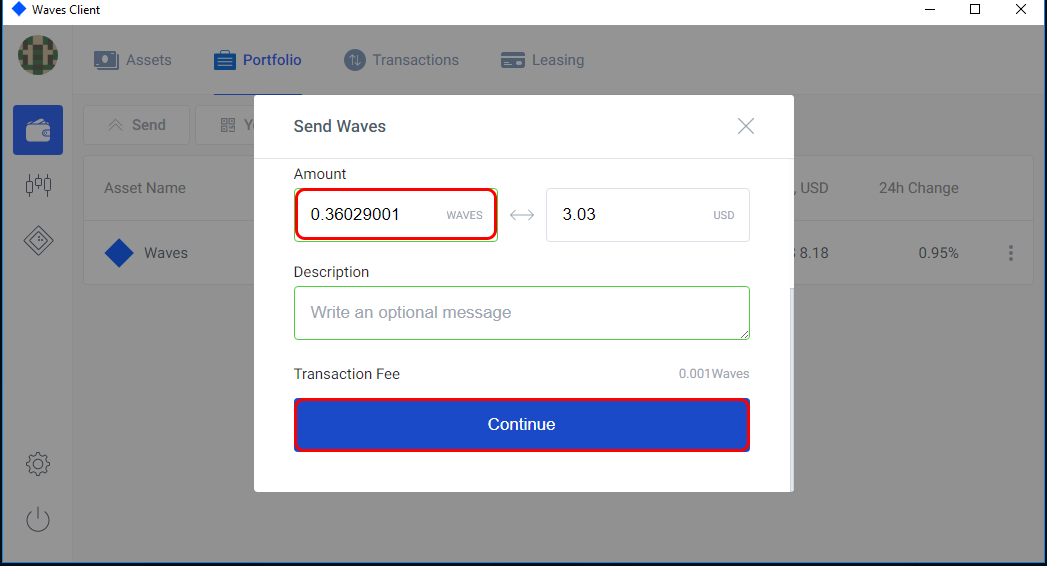 Waves Client
Assets
Portfolio
Transactions
Leasing
Send
Send Waves
Asset Name
USD
24h Change
Amount
0.36029001 WAVES
3.03 USD
Waves
8.18
0.95%
Description
Write an optional message
Transaction Fee
0.001Waves
Continue